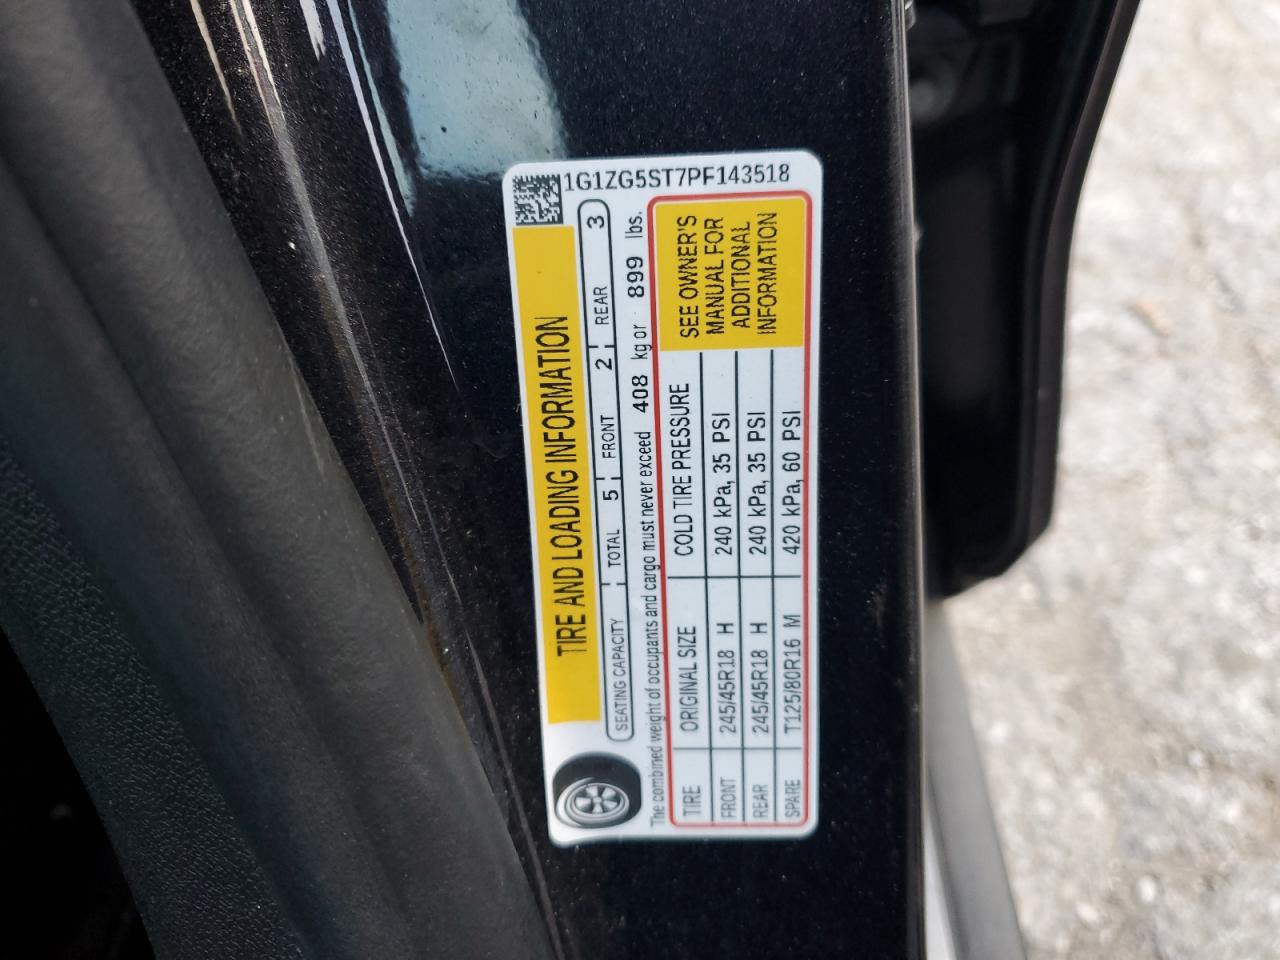 1G1ZG5ST7PF143518
TIRE AND LOADING INFORMATION
SEATING CAPACITY TOTAL 5 FRONT 2 REAR 3
The combined weight of occupants and cargo must never exceed 408 kg or 899 lbs.
TIRE ORIGINAL SIZE COLD TIRE PRESSURE
FRONT 245/45R18 H 240 kPa, 35 PSI
REAR 245/45R18 H 240 kPa, 35 PSI
SPARE T125/80R16 M 420 kPa, 60 PSI
SEE OWNER'S
MANUAL FOR
ADDITIONAL
INFORMATION